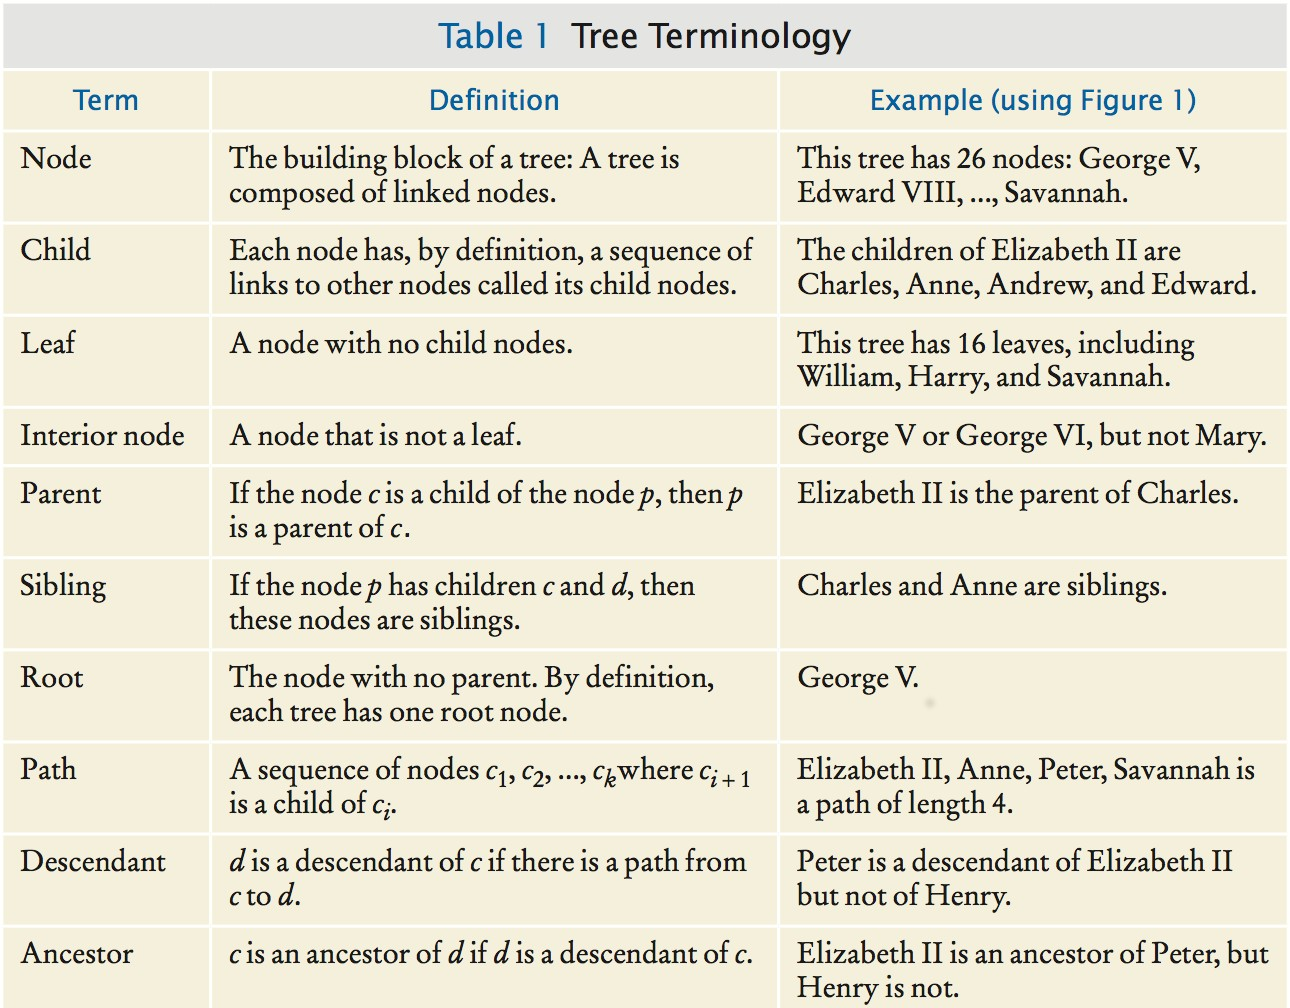 Table 1 Tree Terminology
Term Definition Example (using Figure 1)
Node The building block of a tree: A tree is This tree has 26 nodes: George V,
composed of linked nodes. Edward VIII, ..., Savannah.
Child Each node has, by definition, a sequence of The children of Elizabeth II are
links to other nodes called its child nodes. Charles, Anne, Andrew, and Edward.
Leaf A node with no child nodes. This tree has 16 leaves, including
William, Harry, and Savannah.
Interior node A node that is not a leaf. George V or George VI, but not Mary.
Parent If the node c is a child of the node p, then p Elizabeth II is the parent of Charles.
is a parent of c.
Sibling If the node p has children c and d, then Charles and Anne are siblings.
these nodes are siblings.
Root The node with no parent. By definition, George V.
each tree has one root node.
Path A sequence of nodes c1, c2, ..., ck where ci + 1 Elizabeth II, Anne, Peter, Savannah is
is a child of ci. a path of length 4.
Descendant d is a descendant of c if there is a path from Peter is a descendant of Elizabeth II
c to d. but not of Henry.
Ancestor c is an ancestor of d if d is a descendant of c. Elizabeth II is an ancestor of Peter, but
Henry is not.